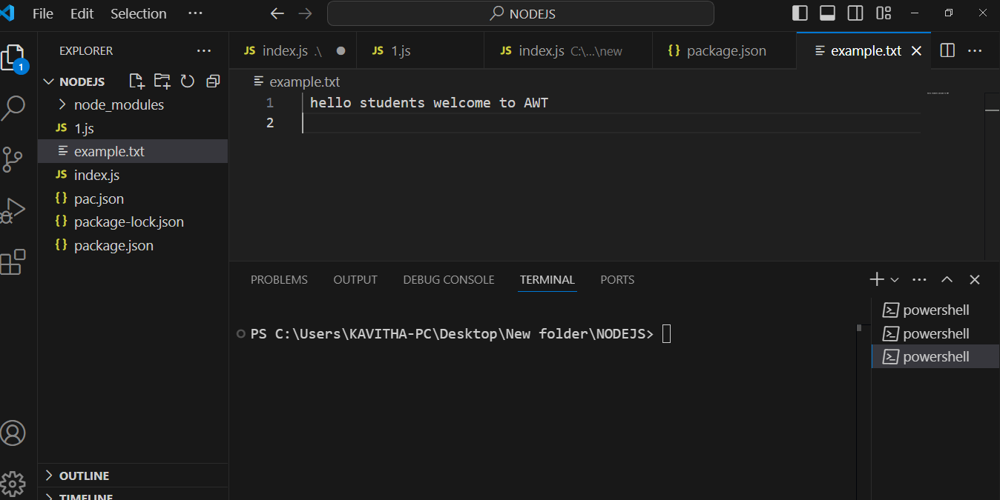 File Edit Selection ··· NODEJS
EXPLORER ···
NODEJS
node_modules
JS 1.js
example.txt
JS index.js
{} pac.json
{} package-lock.json
{} package.json
OUTLINE
TIMELINE
1
JS index.js .\ JS 1.js JS index.js C:\...\new {} package.json example.txt ···
example.txt
1 hello students welcome to AWT
2
PROBLEMS OUTPUT DEBUG CONSOLE TERMINAL PORTS ···
PS C:\Users\KAVITHA-PC\Desktop\New folder\NODEJS>
powershell
powershell
powershell